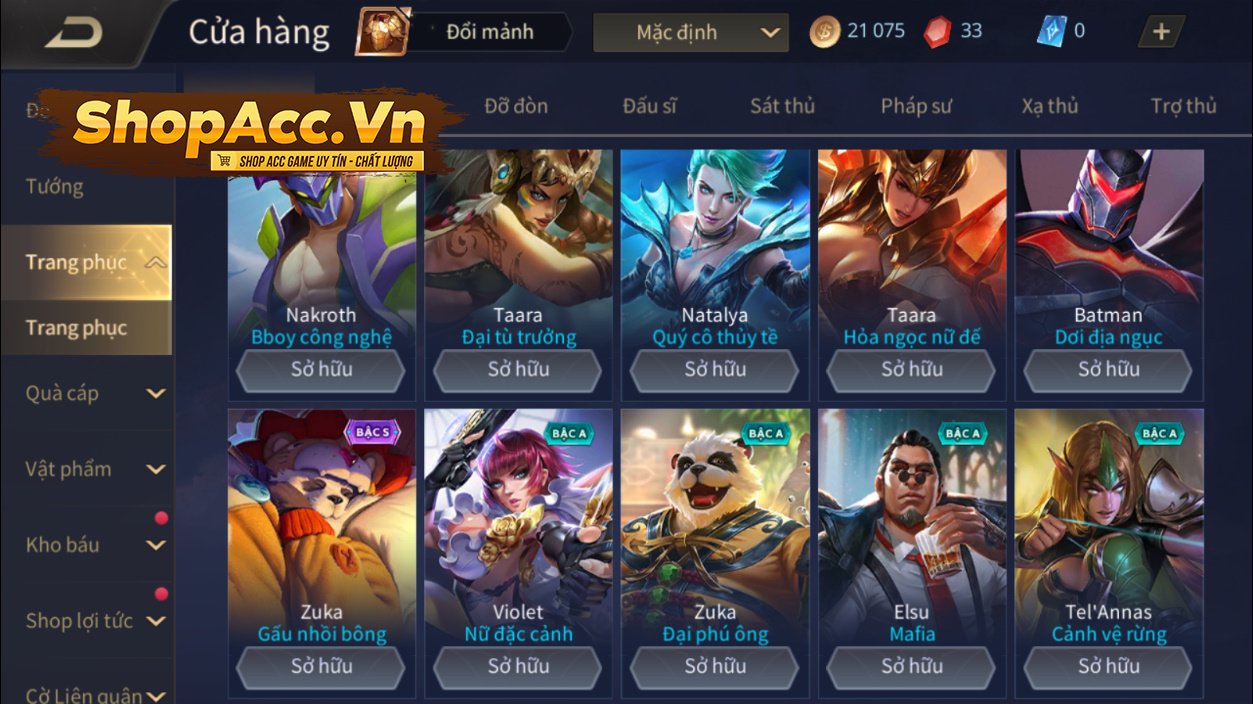 Cửa hàng
Đổi mảnh
Mặc định
21 075
33
0
ShopAcc.Vn
SHOP ACC GAME UY TÍN - CHẤT LƯỢNG
Đỡ đòn
Đấu sĩ
Sát thủ
Pháp sư
Xạ thủ
Trợ thủ
Tướng
Trang phục
Trang phục
Quà cáp
Vật phẩm
Kho báu
Shop lợi tức
Cờ Liên quân
Nakroth
Bboy công nghệ
Sở hữu
Taara
Đại tù trưởng
Sở hữu
Natalya
Quý cô thủy tề
Sở hữu
Taara
Hỏa ngọc nữ đế
Sở hữu
Batman
Dơi địa ngục
Sở hữu
BẬC S
Zuka
Gấu nhồi bông
Sở hữu
BẬC A
Violet
Nữ đặc cảnh
Sở hữu
BẬC A
Zuka
Đại phú ông
Sở hữu
BẬC A
Elsu
Mafia
Sở hữu
BẬC A
Tel'Annas
Cảnh vệ rừng
Sở hữu